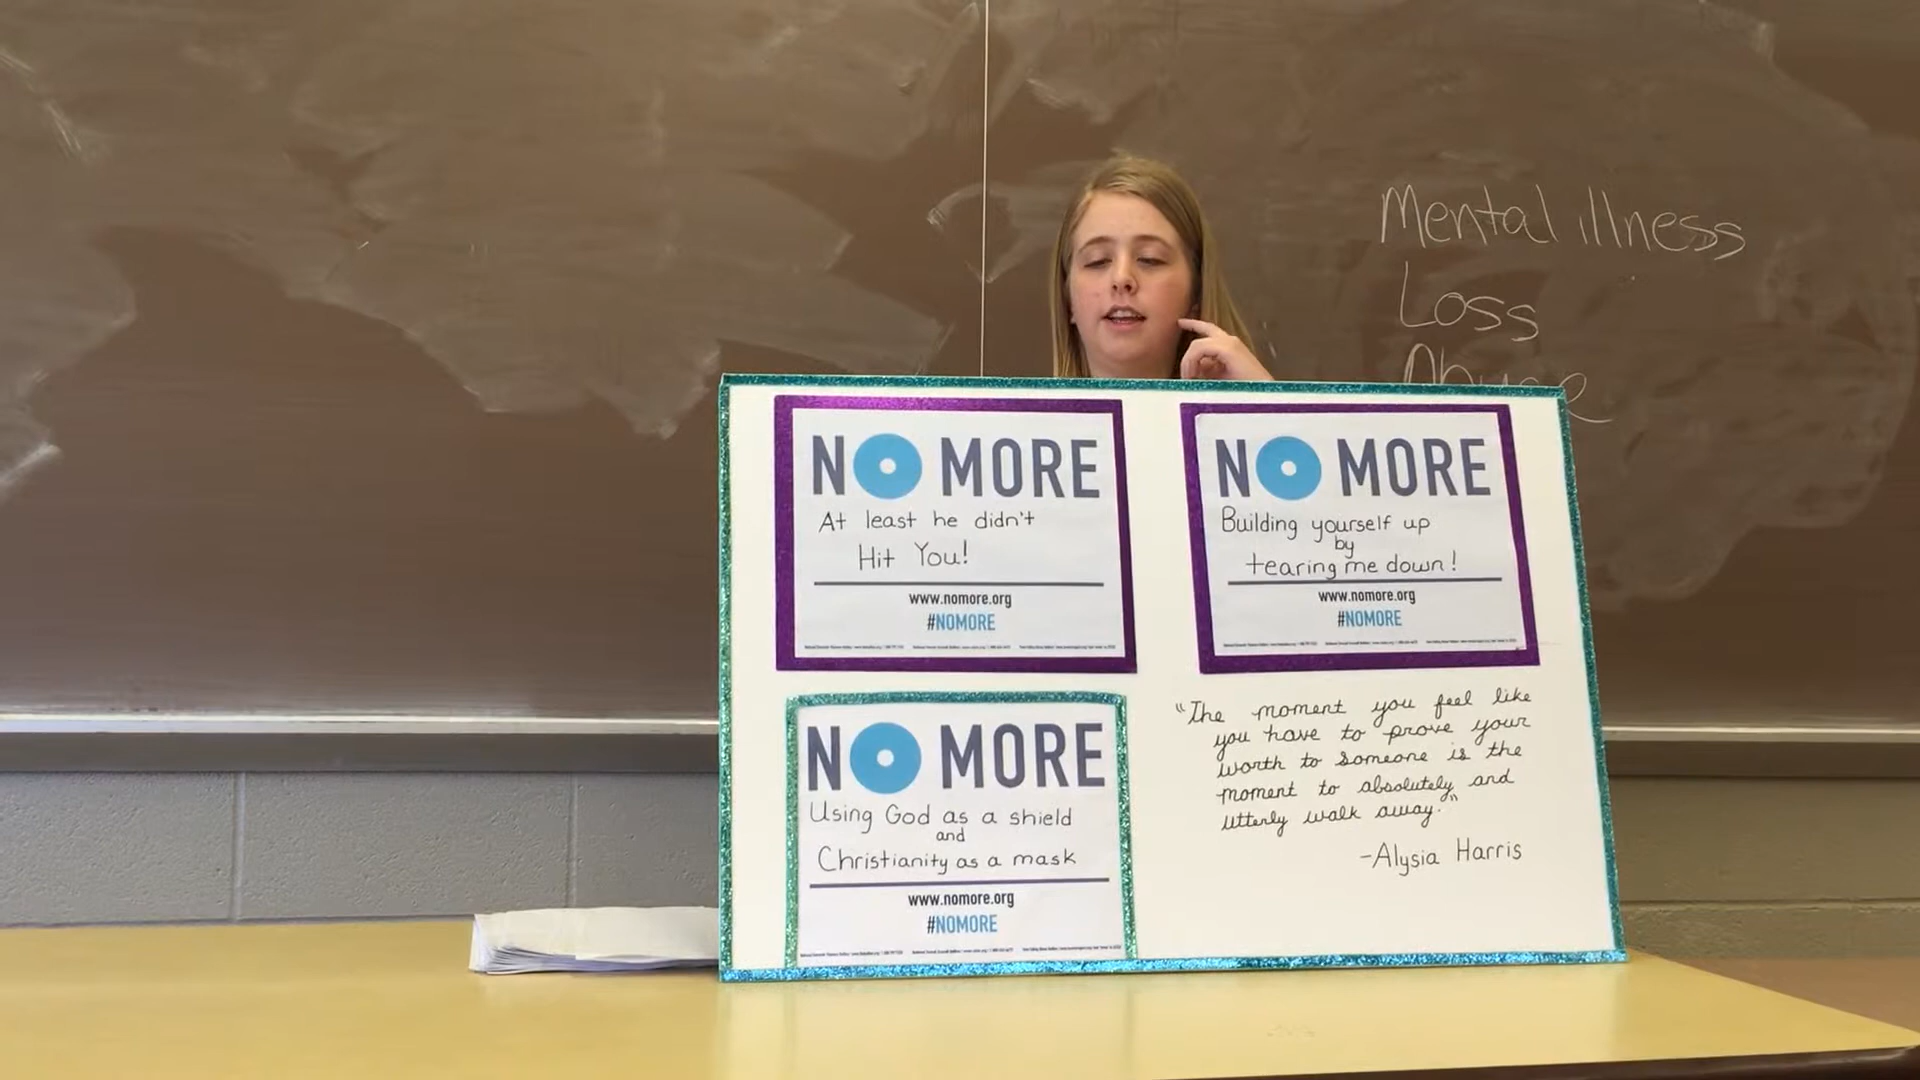 Mental illness
Loss
Abuse
NO MORE
At least he didn't
Hit You!
www.nomore.org
#NOMORE
NO MORE
Building yourself up
by
tearing me down!
www.nomore.org
#NOMORE
NO MORE
Using God as a shield
and
Christianity as a mask
www.nomore.org
#NOMORE
"The moment you feel like
you have to prove your
worth to someone is the
moment to absolutely and
utterly walk away."
-Alysia Harris